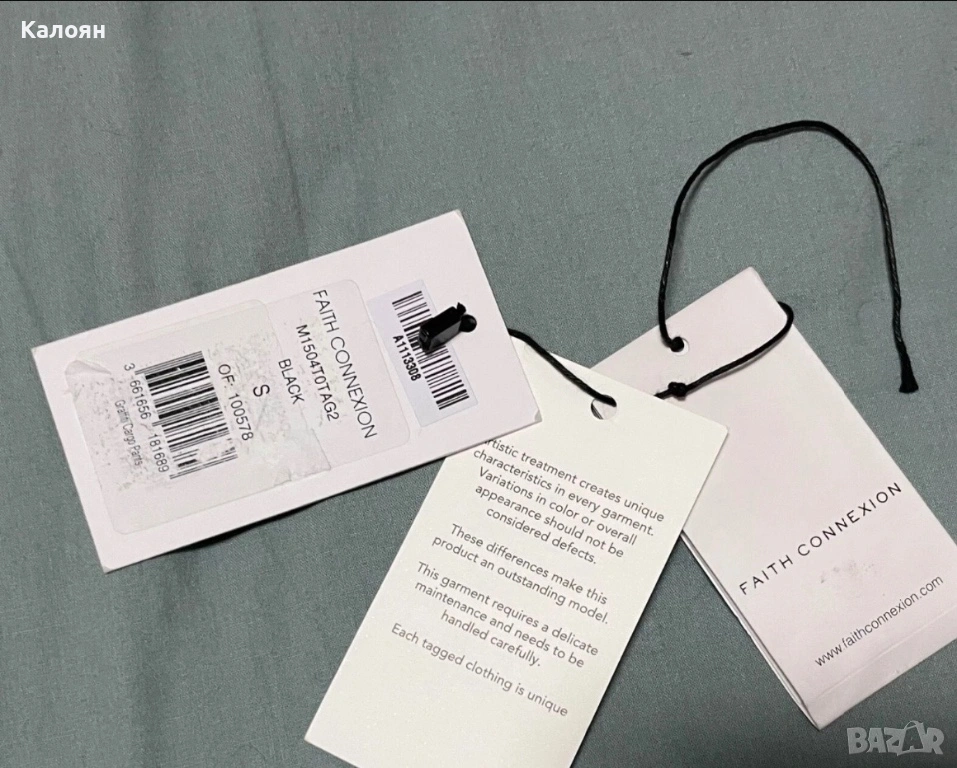 Калоян
FAITH CONNEXION
M1504T0TAG2
BLACK
S
OF: 100578
3 661656 181689
Graffiti Cargo Pants
A1113308
artistic treatment creates unique
characteristics in every garment.
Variations in color or overall
appearance should not be
considered defects.
These differences make this
product an outstanding model.
This garment requires a delicate
maintenance and needs to be
handled carefully.
Each tagged clothing is unique
FAITH CONNEXION
www.faithconnexion.com
BAZAR